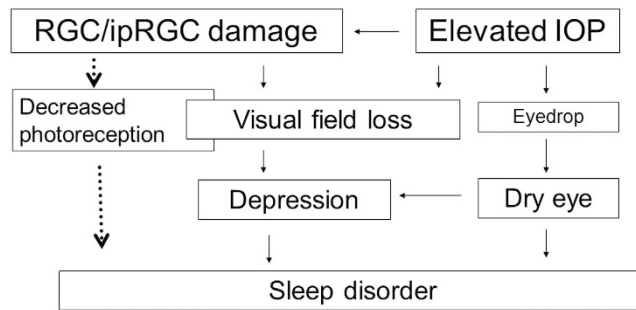 RGC/ipRGC damage
Elevated IOP
Decreased
photoreception
Visual field loss
Eyedrop
Depression
Dry eye
Sleep disorder